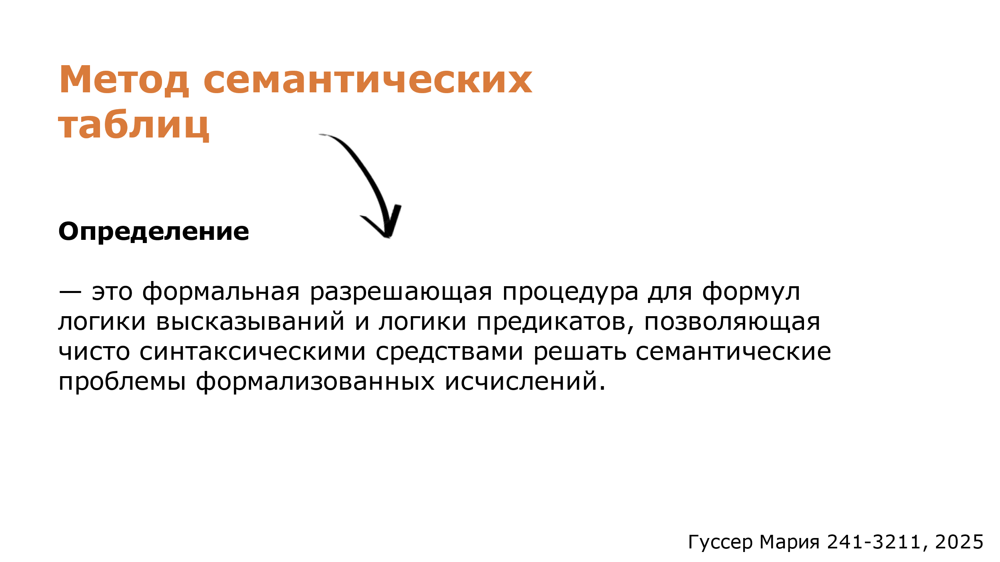 Метод семантических
таблиц
Определение
— это формальная разрешающая процедура для формул
логики высказываний и логики предикатов, позволяющая
чисто синтаксическими средствами решать семантические
проблемы формализованных исчислений.
Гуссер Мария 241-3211, 2025